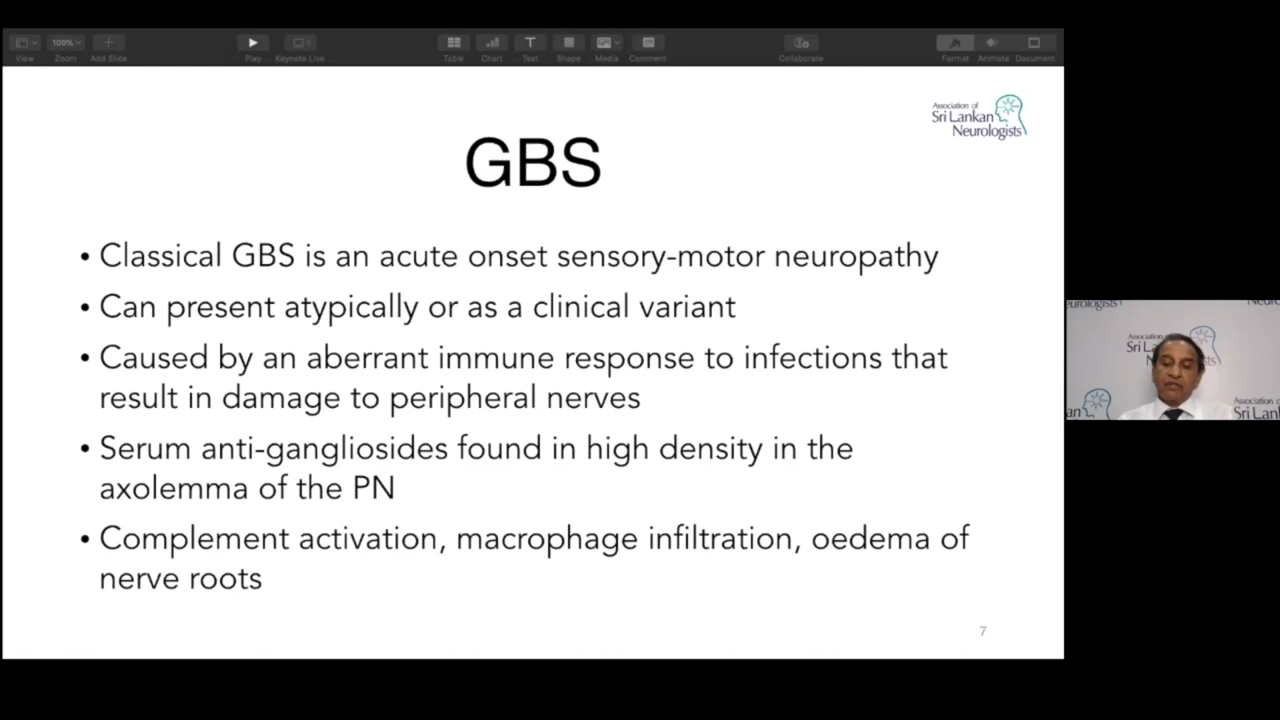 100%
View
Zoom
Add Slide
Play
Keynote Live
Table
Chart
Text
Shape
Media
Comment
Collaborate
Format
Animate
Document
Association of
Sri Lankan
Neurologists
GBS
• Classical GBS is an acute onset sensory-motor neuropathy
• Can present atypically or as a clinical variant
• Caused by an aberrant immune response to infections that
result in damage to peripheral nerves
• Serum anti-gangliosides found in high density in the
axolemma of the PN
• Complement activation, macrophage infiltration, oedema of
nerve roots
7
Association of
Sri Lan